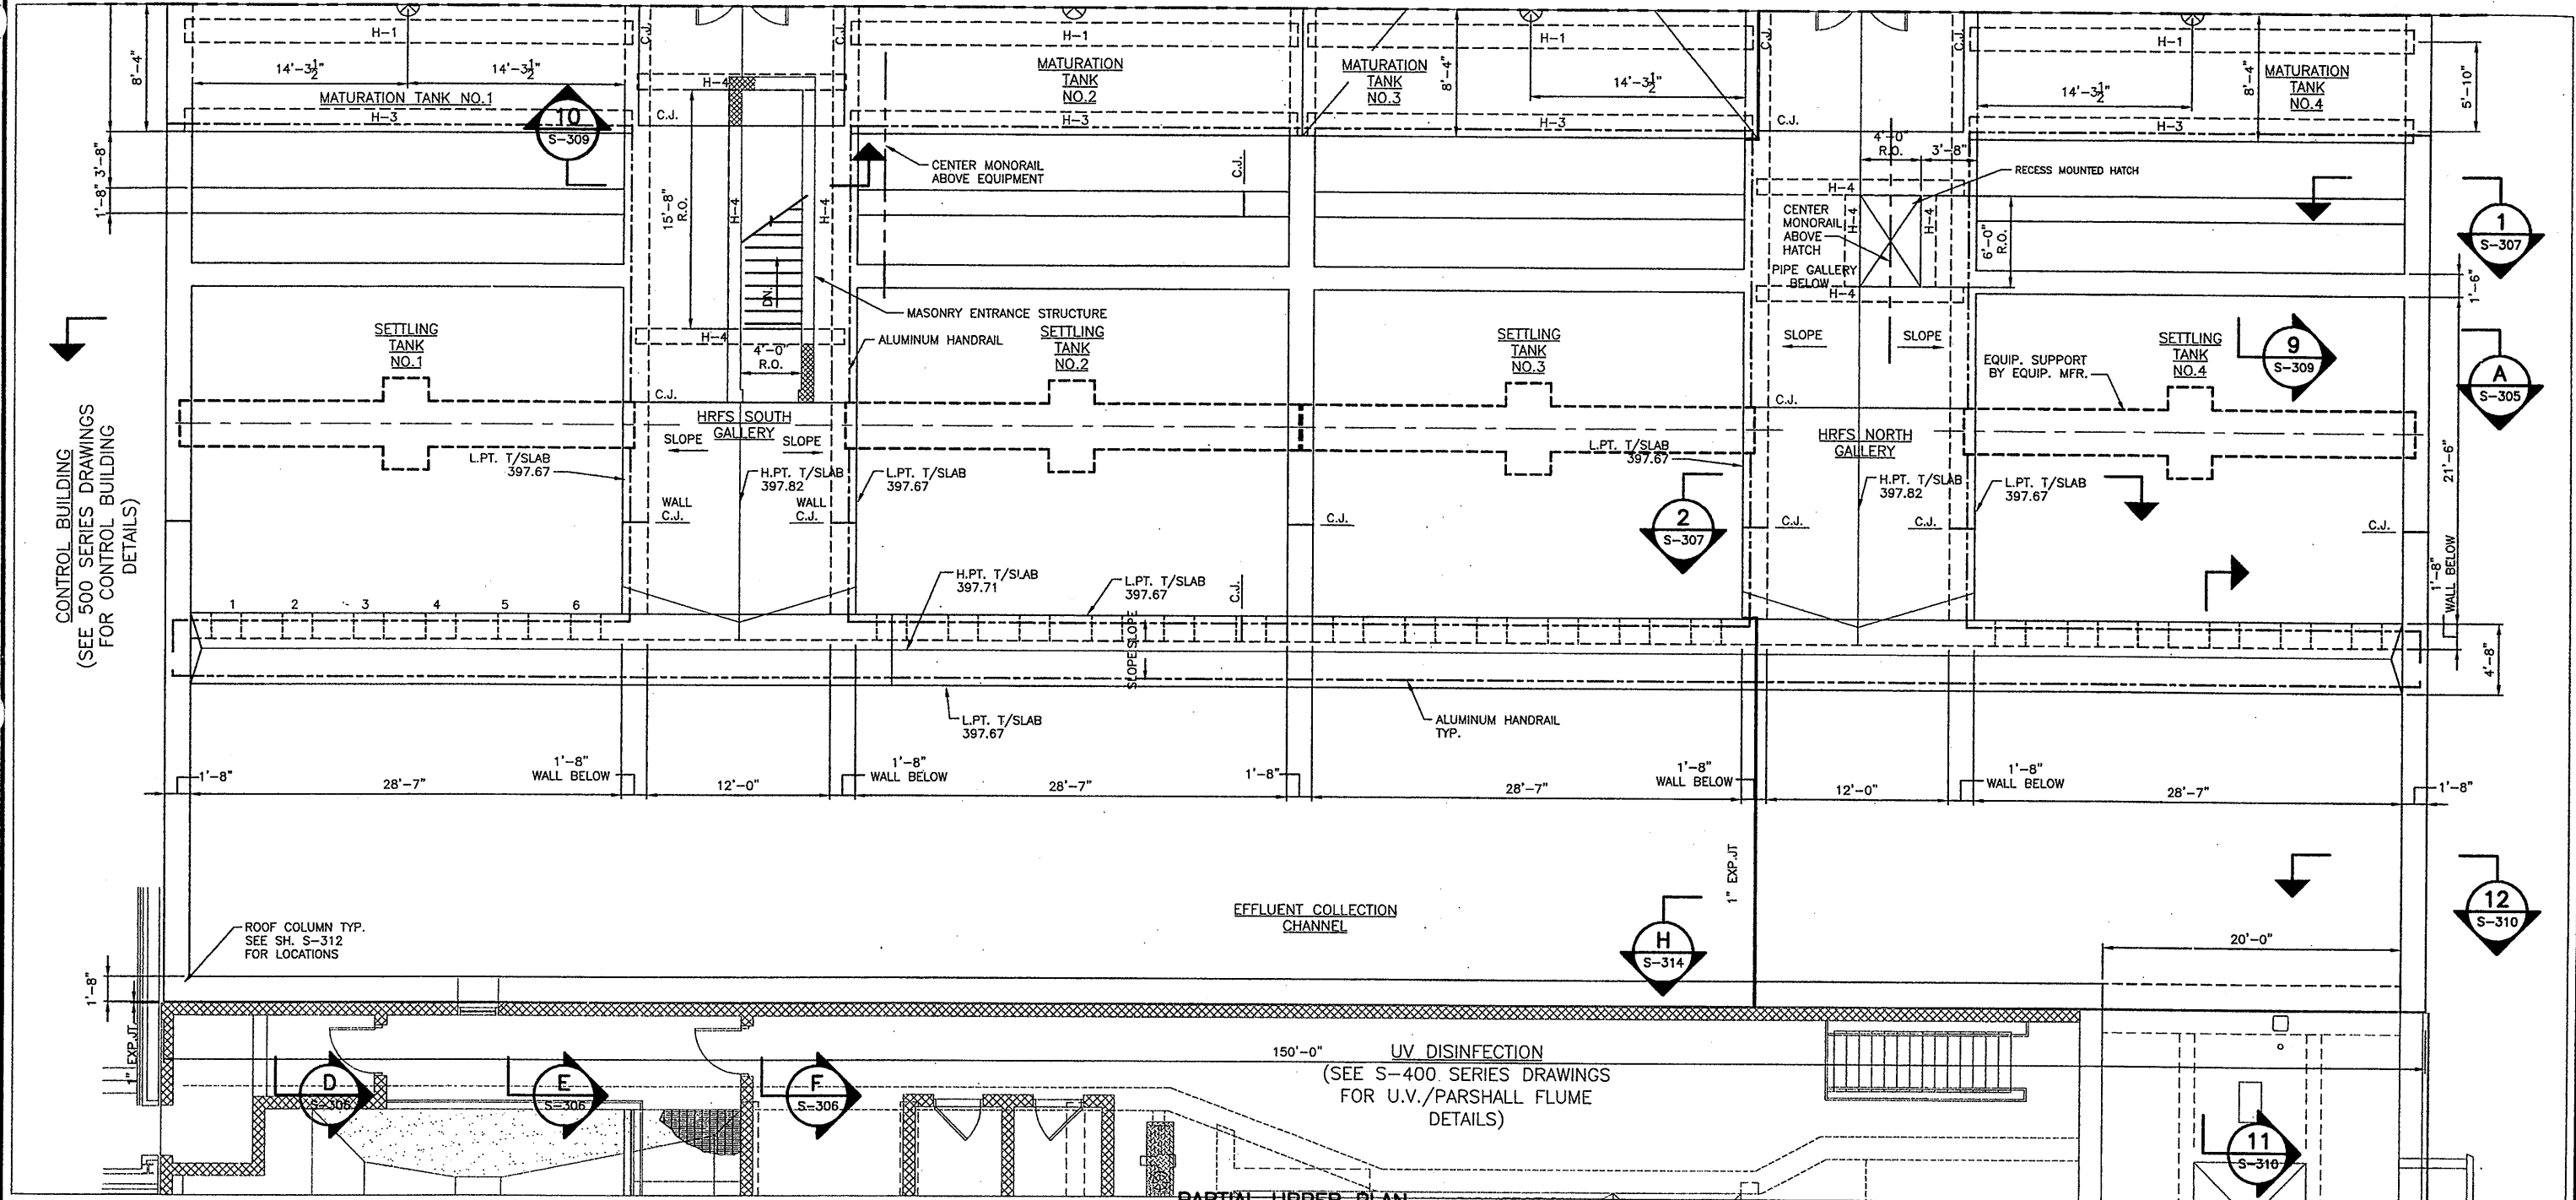 H-1
H-1
H-1
H-1
C.J.
C.J.
C.J.
C.J.
8'-4"
14'-3½"
14'-3½"
MATURATION TANK NO.1
H-3
10
S-309
H-4
C.J.
MATURATION
TANK
NO.2
H-3
MATURATION
TANK
NO.3
8'-4"
14'-3½"
H-3
C.J.
14'-3½"
8'-4"
MATURATION
TANK
NO.4
H-3
5'-10"
3'-8"
1'-8"
15'-8"
R.O.
H-4
H-4
CENTER MONORAIL
ABOVE EQUIPMENT
C.J.
4'-0"
R.O.
3'-8"
RECESS MOUNTED HATCH
H-4
CENTER
MONORAIL
ABOVE
HATCH
H-4
H-4
6'-0"
R.O.
PIPE GALLERY
BELOW
H-4
1
S-307
1'-6"
DN.
MASONRY ENTRANCE STRUCTURE
ALUMINUM HANDRAIL
H-4
4'-0"
R.O.
C.J.
SETTLING
TANK
NO.1
SETTLING
TANK
NO.2
SETTLING
TANK
NO.3
SLOPE
SLOPE
EQUIP. SUPPORT
BY EQUIP. MFR.
SETTLING
TANK
NO.4
9
S-309
A
S-305
C.J.
CONTROL BUILDING
(SEE 500 SERIES DRAWINGS
FOR CONTROL BUILDING
DETAILS)
HRFS SOUTH
GALLERY
SLOPE
SLOPE
L.PT. T/SLAB
397.67
H.PT. T/SLAB
397.82
L.PT. T/SLAB
397.67
L.PT. T/SLAB
397.67
HRFS NORTH
GALLERY
H.PT. T/SLAB
397.82
L.PT. T/SLAB
397.67
21'-6"
WALL
C.J.
WALL
C.J.
C.J.
2
S-307
C.J.
C.J.
C.J.
1'-8"
WALL BELOW
H.PT. T/SLAB
397.71
L.PT. T/SLAB
397.67
C.J.
1
2
3
4
5
6
SLOPE
SLOPE
4'-8"
L.PT. T/SLAB
397.67
ALUMINUM HANDRAIL
TYP.
1'-8"
28'-7"
1'-8"
WALL BELOW
12'-0"
1'-8"
WALL BELOW
28'-7"
1'-8"
28'-7"
1'-8"
WALL BELOW
12'-0"
1'-8"
WALL BELOW
28'-7"
1'-8"
1" EXP.JT
EFFLUENT COLLECTION
CHANNEL
H
S-314
12
S-310
20'-0"
ROOF COLUMN TYP.
SEE SH. S-312
FOR LOCATIONS
1'-8"
1" EXP.JT
150'-0"
UV DISINFECTION
(SEE S-400 SERIES DRAWINGS
FOR U.V./PARSHALL FLUME
DETAILS)
D
S-306
E
S-306
F
S-306
11
S-310
PARTIAL UPPER PLAN